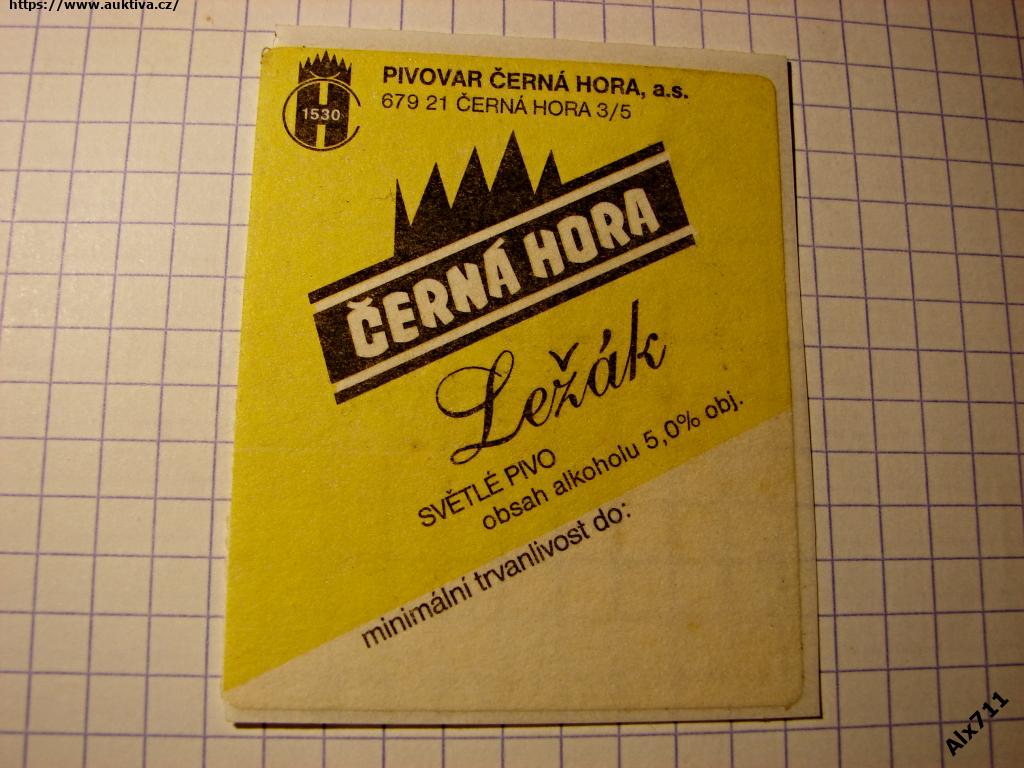 https://www.auktiva.cz/
PIVOVAR ČERNÁ HORA, a.s.
679 21 ČERNÁ HORA 3/5
1530
ČERNÁ HORA
Ležák
SVĚTLÉ PIVO
obsah alkoholu 5,0% obj.
minimální trvanlivost do:
Alx711